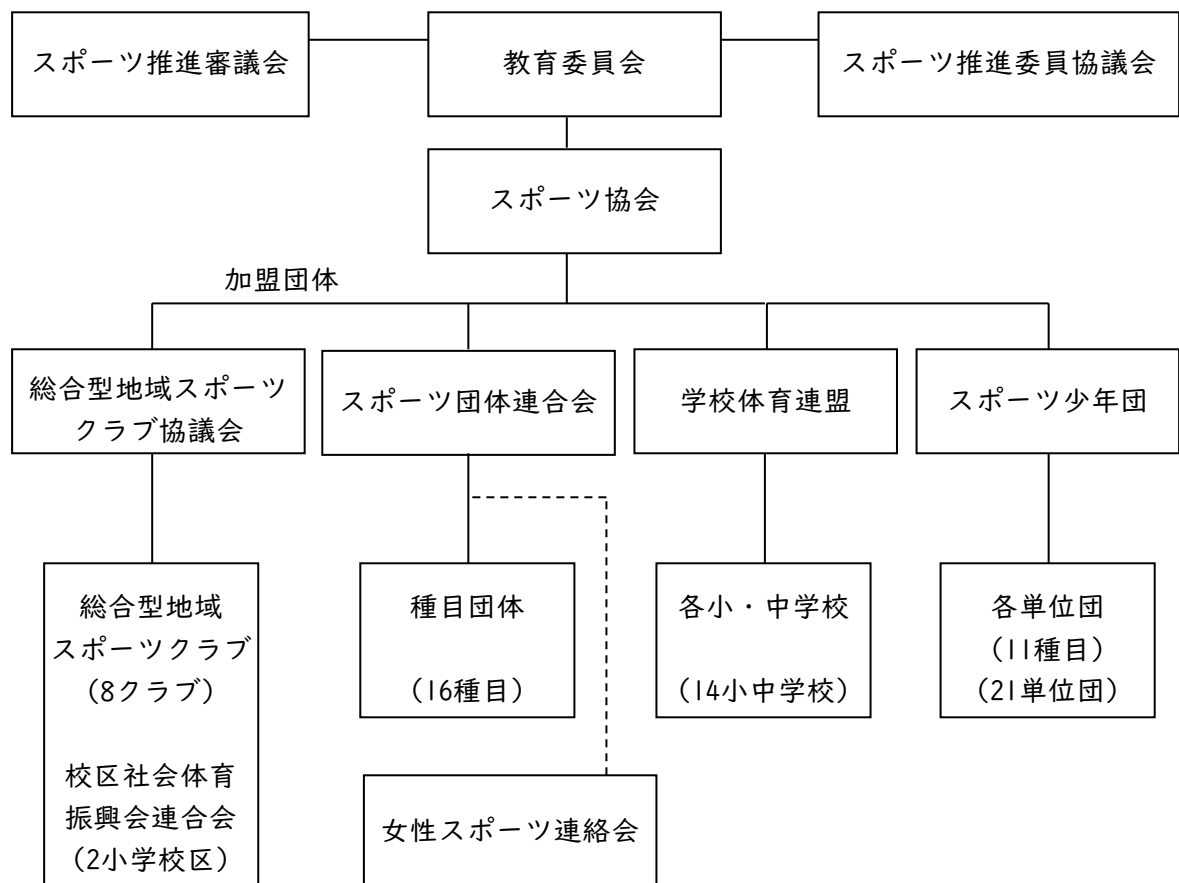 スポーツ推進審議会
教育委員会
スポーツ推進委員協議会
スポーツ協会
加盟団体
総合型地域スポーツ
クラブ協議会
スポーツ団体連合会
学校体育連盟
スポーツ少年団
総合型地域
スポーツクラブ
(8クラブ)
校区社会体育
振興会連合会
(2小学校区)
種目団体
(16種目)
各小・中学校
(14小中学校)
各単位団
(11種目)
(21単位団)
女性スポーツ連絡会